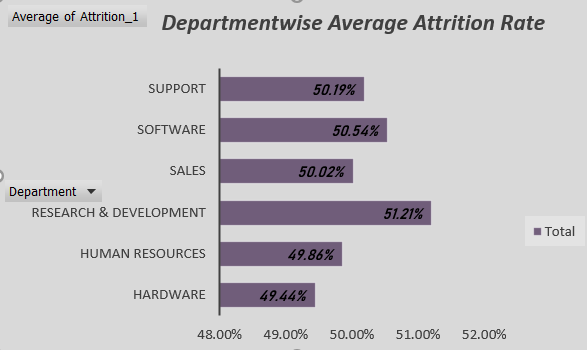 Average of Attrition_1
Departmentwise Average Attrition Rate
SUPPORT 50.19%
SOFTWARE 50.54%
SALES 50.02%
Department
RESEARCH & DEVELOPMENT 51.21%
Total
HUMAN RESOURCES 49.86%
HARDWARE 49.44%
48.00% 49.00% 50.00% 51.00% 52.00%